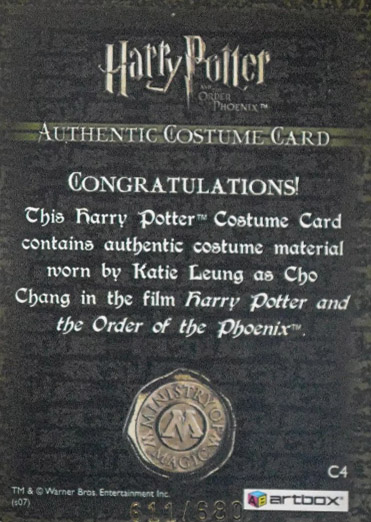 Harry Potter
AND THE
ORDER
OF THE
PHOENIX™
AUTHENTIC COSTUME CARD
CONGRATULATIONS!
This Harry Potter™ Costume Card
contains authentic costume material
worn by Katie Leung as Cho
Chang in the film Harry Potter and
the Order of the Phoenix™.
MINISTRY OF
M
MAGIC
C4
TM & © Warner Bros. Entertainment Inc.
(s07)
artbox